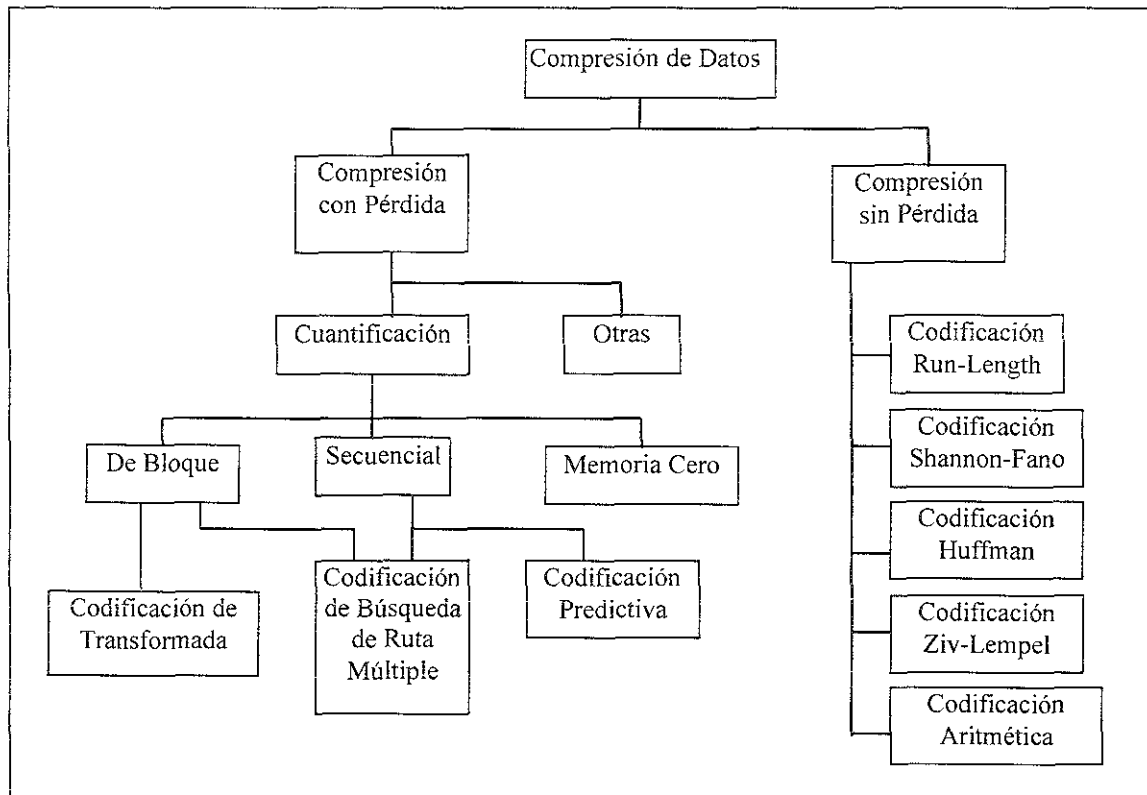 Compresión de Datos
Compresión
con Pérdida
Compresión
sin Pérdida
Cuantificación
Otras
De Bloque
Secuencial
Memoria Cero
Codificación de
Transformada
Codificación
de Búsqueda
de Ruta
Múltiple
Codificación
Predictiva
Codificación
Run-Length
Codificación
Shannon-Fano
Codificación
Huffman
Codificación
Ziv-Lempel
Codificación
Aritmética